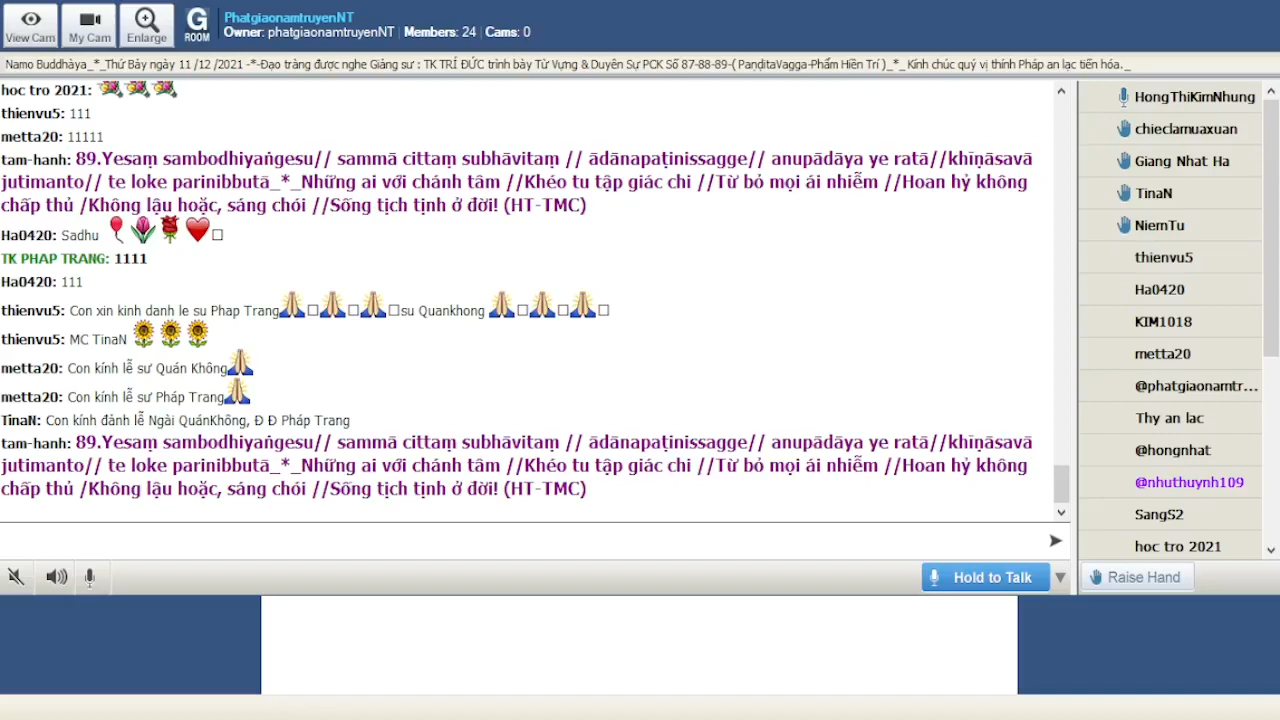 PhatgiaonamtruyenNT
Owner: phatgiaonamtruyenNT | Members: 24 | Cams: 0
View Cam
My Cam
Enlarge
G
ROOM
Namo Buddhàya_*_Thứ Bảy ngày 11 /12 /2021 -*-Đạo tràng được nghe Giảng sư : TK TRÍ ĐỨC trình bày Từ Vựng & Duyên Sự PCK Số 87-88-89-( PaṇḍitaVagga-Phẩm Hiền Trí )_*_ Kính chúc quý vị thính Pháp an lạc tiến hóa._
hoc tro 2021:
thienvu5: 111
metta20: 11111
tam-hanh: 89.Yesaṃ sambodhiyaṅgesu// sammā cittaṃ subhāvitaṃ // ādānapaṭinissagge// anupādāya ye ratā//khīṇāsavā
jutimanto// te loke parinibbutā_*_Những ai với chánh tâm //Khéo tu tập giác chi //Từ bỏ mọi ái nhiễm //Hoan hỷ không
chấp thủ /Không lậu hoặc, sáng chói //Sống tịch tịnh ở đời! (HT-TMC)
Ha0420: Sadhu
TK PHAP TRANG: 1111
Ha0420: 111
thienvu5: Con xin kinh danh le su Phap Trang su Quankhong
thienvu5: MC TinaN
metta20: Con kính lễ sư Quán Không
metta20: Con kính lễ sư Pháp Trang
TinaN: Con kính đảnh lễ Ngài QuánKhông, Đ Đ Pháp Trang
tam-hanh: 89.Yesaṃ sambodhiyaṅgesu// sammā cittaṃ subhāvitaṃ // ādānapaṭinissagge// anupādāya ye ratā//khīṇāsavā
jutimanto// te loke parinibbutā_*_Những ai với chánh tâm //Khéo tu tập giác chi //Từ bỏ mọi ái nhiễm //Hoan hỷ không
chấp thủ /Không lậu hoặc, sáng chói //Sống tịch tịnh ở đời! (HT-TMC)
HongThiKimNhung
chieclamuaxuan
Giang Nhat Ha
TinaN
NiemTu
thienvu5
Ha0420
KIM1018
metta20
@phatgiaonamtr...
Thy an lac
@hongnhat
@nhuthuynh109
SangS2
hoc tro 2021
Hold to Talk
Raise Hand